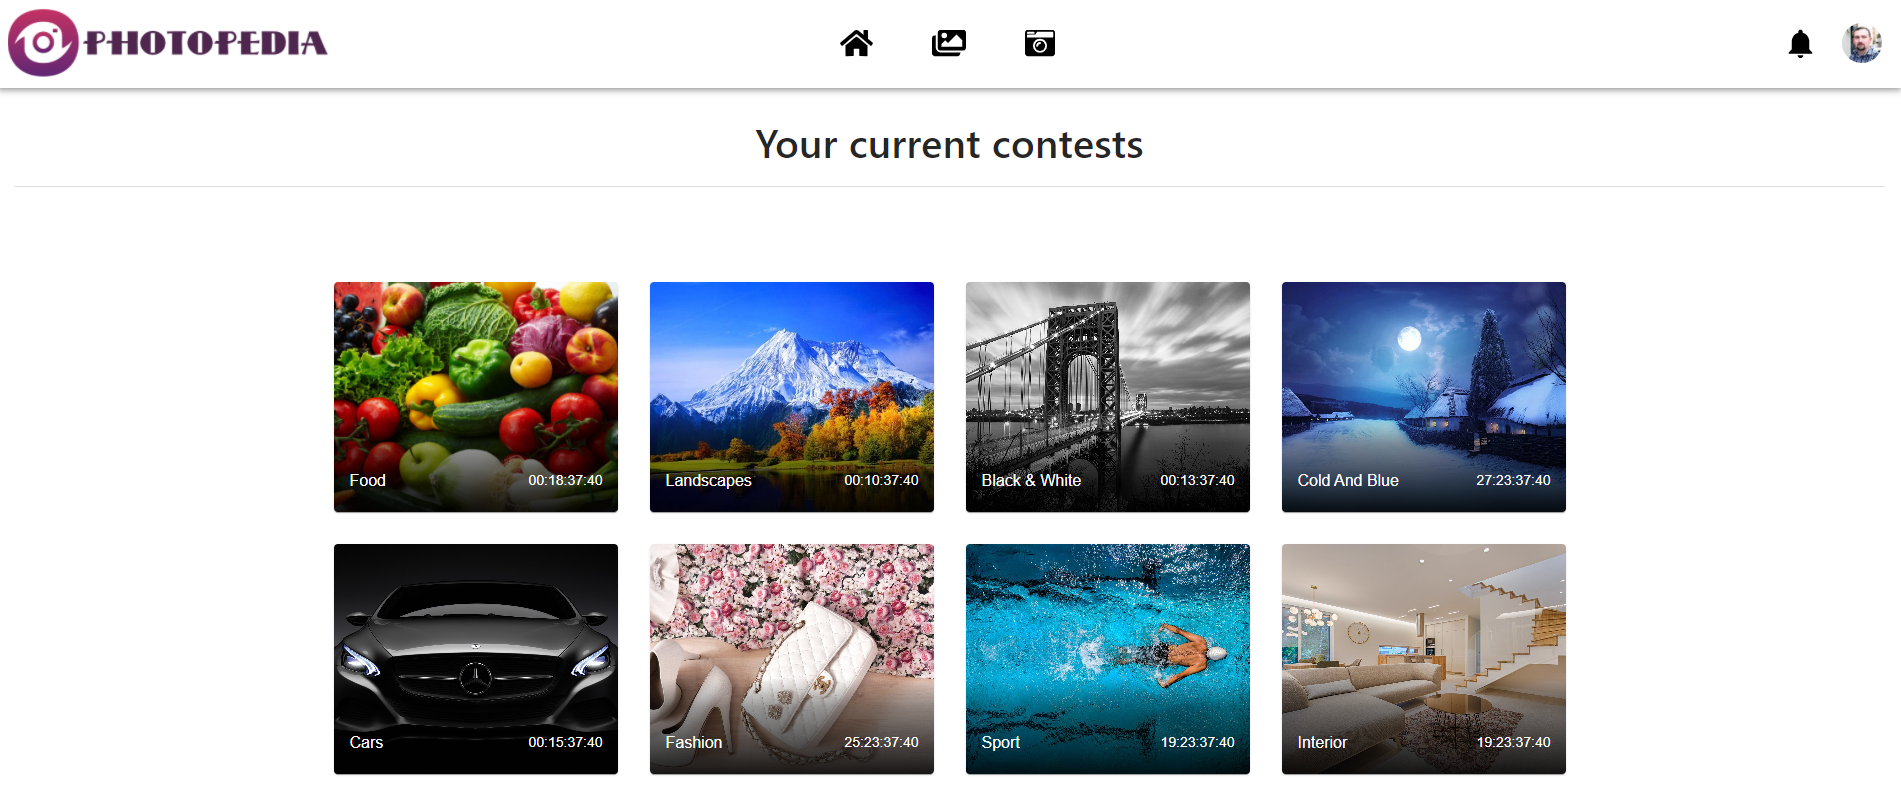 PHOTOPEDIA
Your current contests
Food 00:18:37:40
Landscapes 00:10:37:40
Black & White 00:13:37:40
Cold And Blue 27:23:37:40
Cars 00:15:37:40
Fashion 25:23:37:40
Sport 19:23:37:40
Interior 19:23:37:40